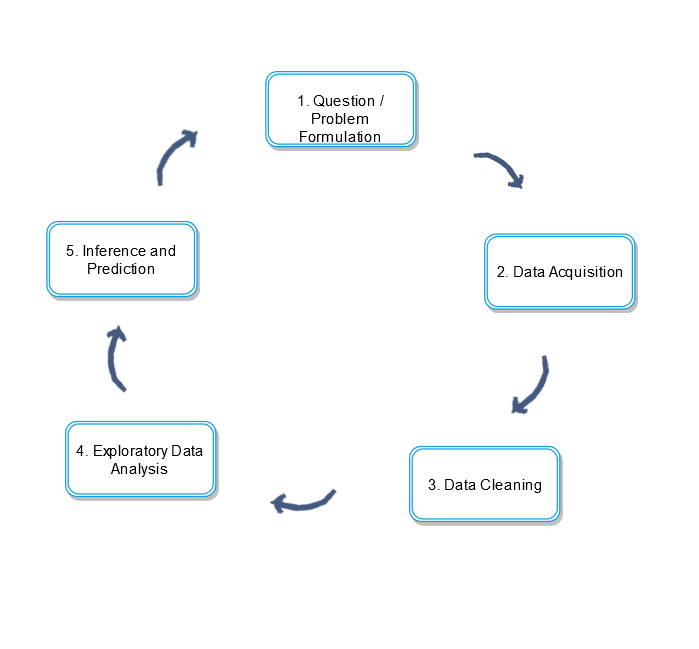 1. Question /
Problem
Formulation
2. Data Acquisition
3. Data Cleaning
4. Exploratory Data
Analysis
5. Inference and
Prediction